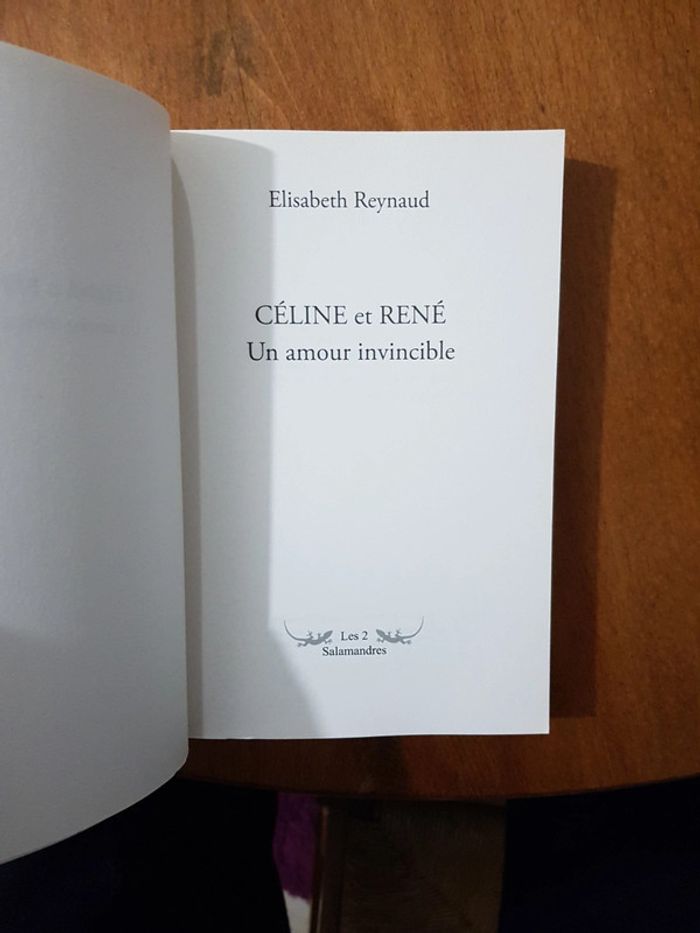 Elisabeth Reynaud
CÉLINE et RENÉ
Un amour invincible
Les 2
Salamandres